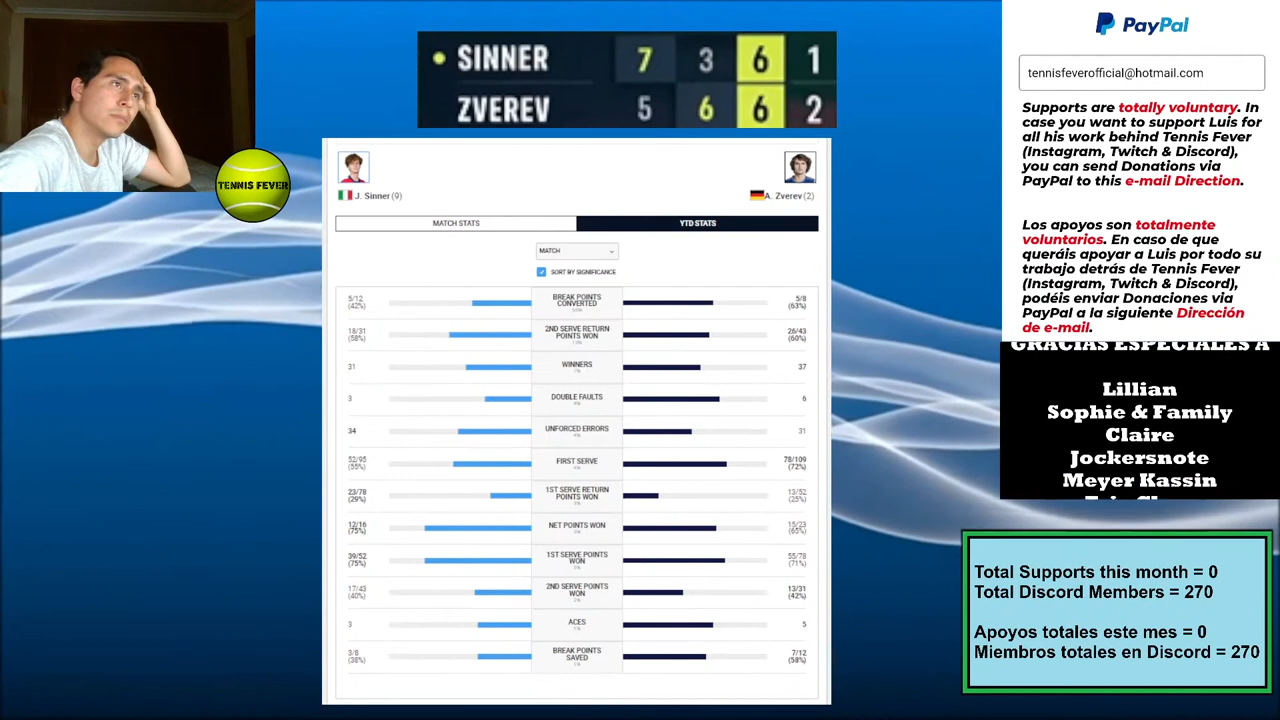 TENNIS FEVER
SINNER 7 3 6 1
ZVEREV 5 6 6 2
J. Sinner (9)
A. Zverev (2)
MATCH STATS
YTD STATS
MATCH
SORT BY SIGNIFICANCE
5/12 (42%)
BREAK POINTS CONVERTED
5/8 (63%)
18/31 (58%)
2ND SERVE RETURN POINTS WON
26/43 (60%)
31
WINNERS
37
3
DOUBLE FAULTS
6
34
UNFORCED ERRORS
31
52/95 (55%)
FIRST SERVE
78/109 (72%)
23/78 (29%)
1ST SERVE RETURN POINTS WON
13/52 (25%)
12/16 (75%)
NET POINTS WON
15/23 (65%)
39/52 (75%)
1ST SERVE POINTS WON
55/78 (71%)
17/43 (40%)
2ND SERVE POINTS WON
13/31 (42%)
3
ACES
5
3/8 (38%)
BREAK POINTS SAVED
7/12 (58%)
PayPal
tennisfeverofficial@hotmail.com
Supports are totally voluntary. In
case you want to support Luis for
all his work behind Tennis Fever
(Instagram, Twitch & Discord),
you can send Donations via
PayPal to this e-mail Direction.
Los apoyos son totalmente
voluntarios. En caso de que
queráis apoyar a Luis por todo su
trabajo detrás de Tennis Fever
(Instagram, Twitch & Discord),
podéis enviar Donaciones via
PayPal a la siguiente Dirección
de e-mail.
GRACIAS ESPECIALES A
Lillian
Sophie & Family
Claire
Jockersnote
Meyer Kassin
Total Supports this month = 0
Total Discord Members = 270
Apoyos totales este mes = 0
Miembros totales en Discord = 270